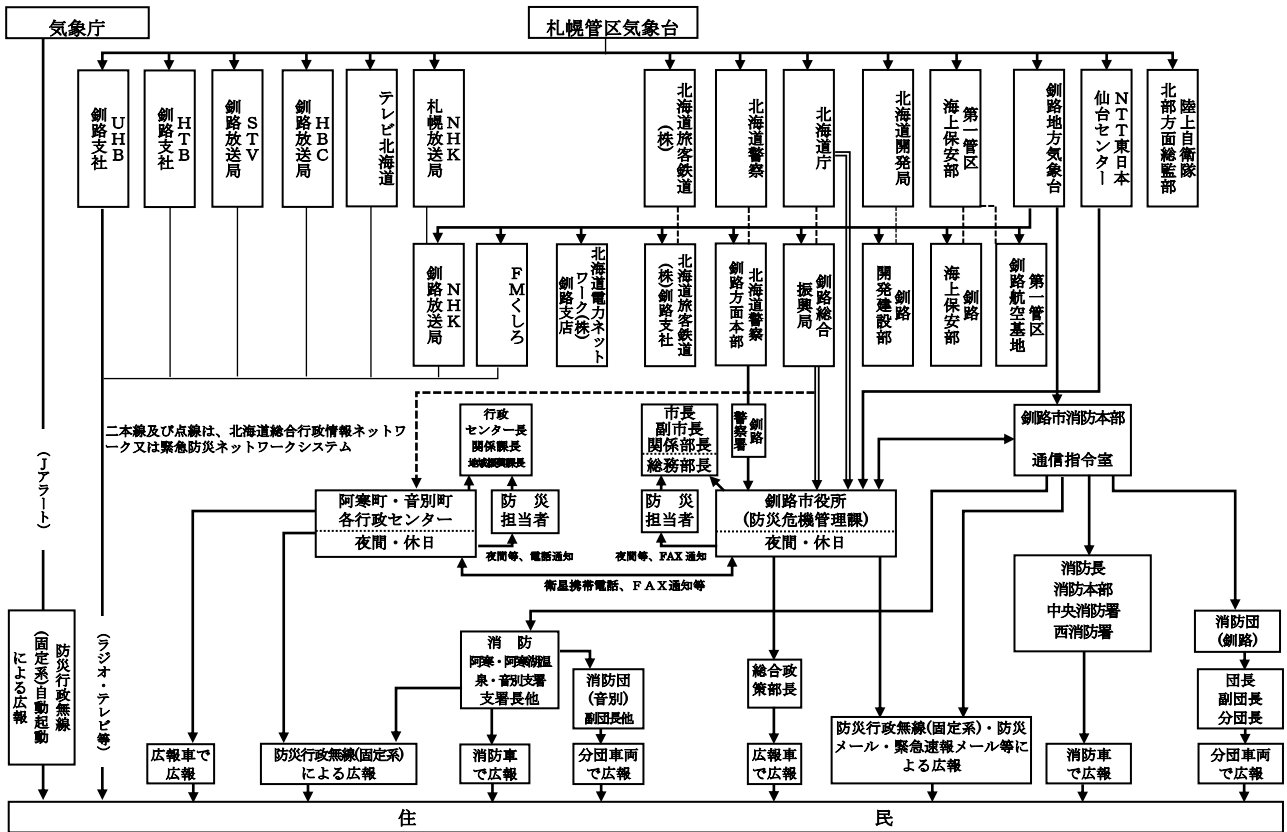 気象庁
札幌管区気象台
UHB
釧路支社
HTB
釧路支社
STV
釧路放送局
HBC
釧路放送局
テレビ北海道
NHK
札幌放送局
北海道旅客鉄道
(株)
北海道警察
北海道庁
北海道開発局
第一管区
海上保安部
釧路地方気象台
NTT東日本
仙台センター
陸上自衛隊
北部方面総監部
NHK
釧路放送局
FMくしろ
北海道電力ネット
ワーク(株)
釧路支店
北海道旅客鉄道
(株)釧路支社
北海道警察
釧路方面本部
釧路総合
振興局
釧路
開発建設部
釧路
海上保安部
第一管区
釧路航空基地
二本線及び点線は、北海道総合行政情報ネットワ
ーク又は緊急防災ネットワークシステム
行政
センター長
関係課長
地域振興課長
市長
副市長
関係部長
総務部長
釧路
警察署
釧路市消防本部
通信指令室
(Jアラート)
阿寒町・音別町
各行政センター
夜間・休日
防災
担当者
防災
担当者
釧路市役所
(防災危機管理課)
夜間・休日
夜間等、電話通知
夜間等、FAX通知
衛星携帯電話、FAX通知等
消防長
消防本部
中央消防署
西消防署
消防団
(釧路)
防災行政無線
(固定系)自動起動
による広報
(ラジオ・テレビ等)
消防
阿寒・阿寒湖温
泉・音別支署
支署長他
消防団
(音別)
副団長他
総合政
策部長
団長
副団長
分団長
広報車で
広報
防災行政無線(固定系)
による広報
消防車
で広報
分団車両
で広報
広報車で
広報
防災行政無線(固定系)・防災
メール・緊急速報メール等に
よる広報
消防車
で広報
分団車両
で広報
住民